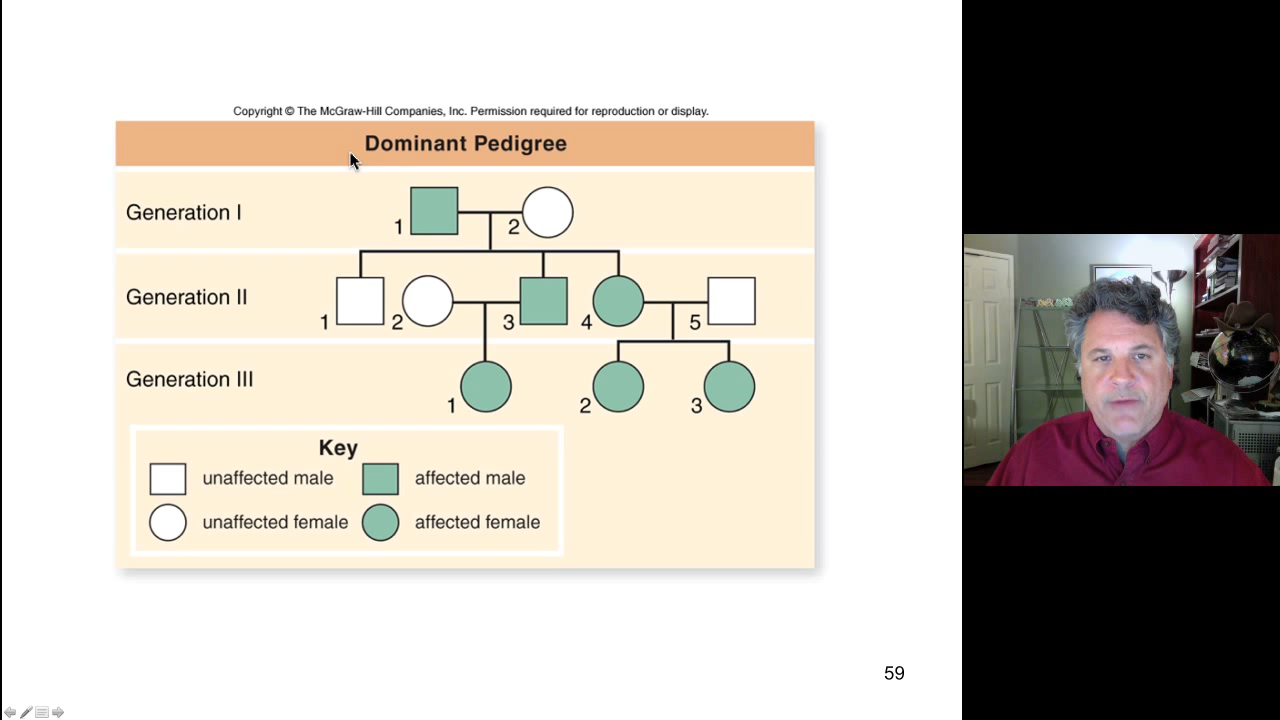 Copyright © The McGraw-Hill Companies, Inc. Permission required for reproduction or display.
Dominant Pedigree
Generation I
1
2
Generation II
1
2
3
4
5
Generation III
1
2
3
Key
unaffected male
affected male
unaffected female
affected female
59